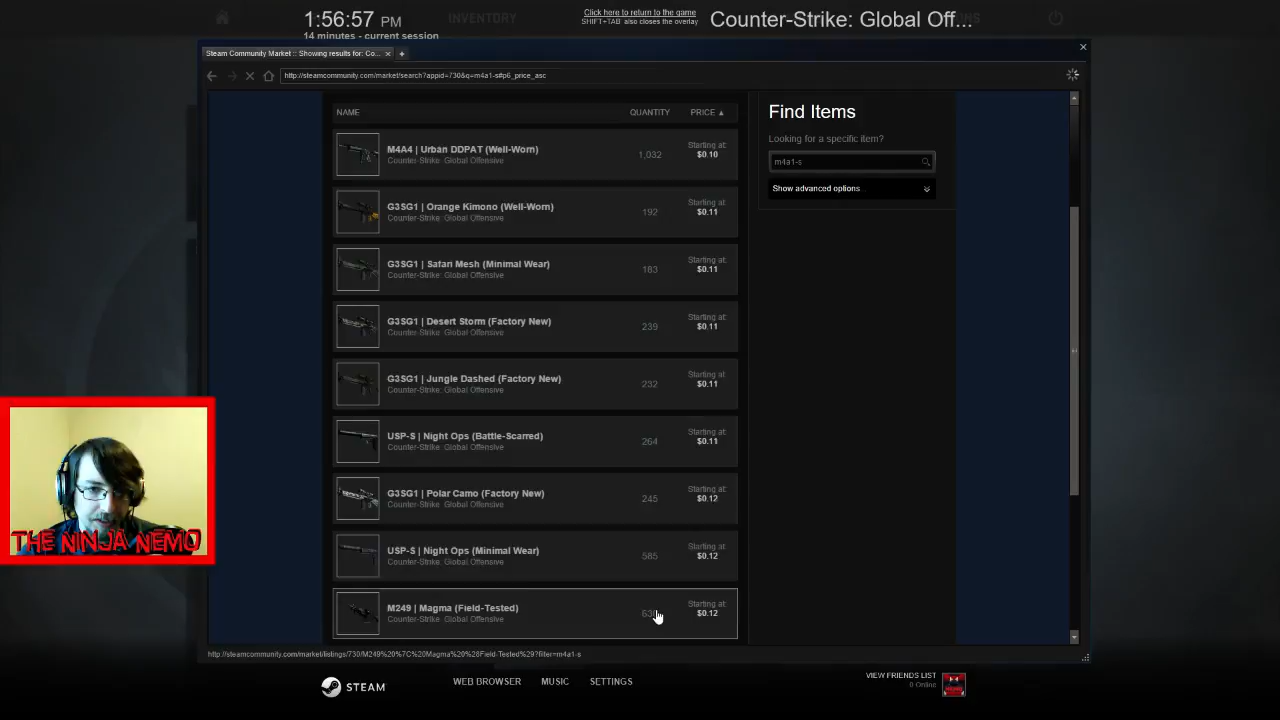 1:56:57 PM
14 minutes - current session
INVENTORY
Click here to return to the game
SHIFT+TAB also closes the overlay
Counter-Strike: Global Off...
Steam Community Market :: Showing results for: Co...
http://steamcommunity.com/market/search?appid=730&q=m4a1-s#p6_price_asc
NAME QUANTITY PRICE ▲
M4A4 | Urban DDPAT (Well-Worn)
Counter-Strike: Global Offensive
1,032
Starting at:
$0.10
G3SG1 | Orange Kimono (Well-Worn)
Counter-Strike: Global Offensive
192
Starting at:
$0.11
G3SG1 | Safari Mesh (Minimal Wear)
Counter-Strike: Global Offensive
183
Starting at:
$0.11
G3SG1 | Desert Storm (Factory New)
Counter-Strike: Global Offensive
239
Starting at:
$0.11
G3SG1 | Jungle Dashed (Factory New)
Counter-Strike: Global Offensive
232
Starting at:
$0.11
USP-S | Night Ops (Battle-Scarred)
Counter-Strike: Global Offensive
264
Starting at:
$0.11
G3SG1 | Polar Camo (Factory New)
Counter-Strike: Global Offensive
245
Starting at:
$0.12
USP-S | Night Ops (Minimal Wear)
Counter-Strike: Global Offensive
585
Starting at:
$0.12
M249 | Magma (Field-Tested)
Counter-Strike: Global Offensive
Starting at:
$0.12
Find Items
Looking for a specific item?
m4a1-s
Show advanced options
THE NINJA NEMO
http://steamcommunity.com/market/listings/730/M249%20%7C%20Magma%20%28Field-Tested%29?filter=m4a1-s
STEAM
WEB BROWSER
MUSIC
SETTINGS
VIEW FRIENDS LIST
0 Online